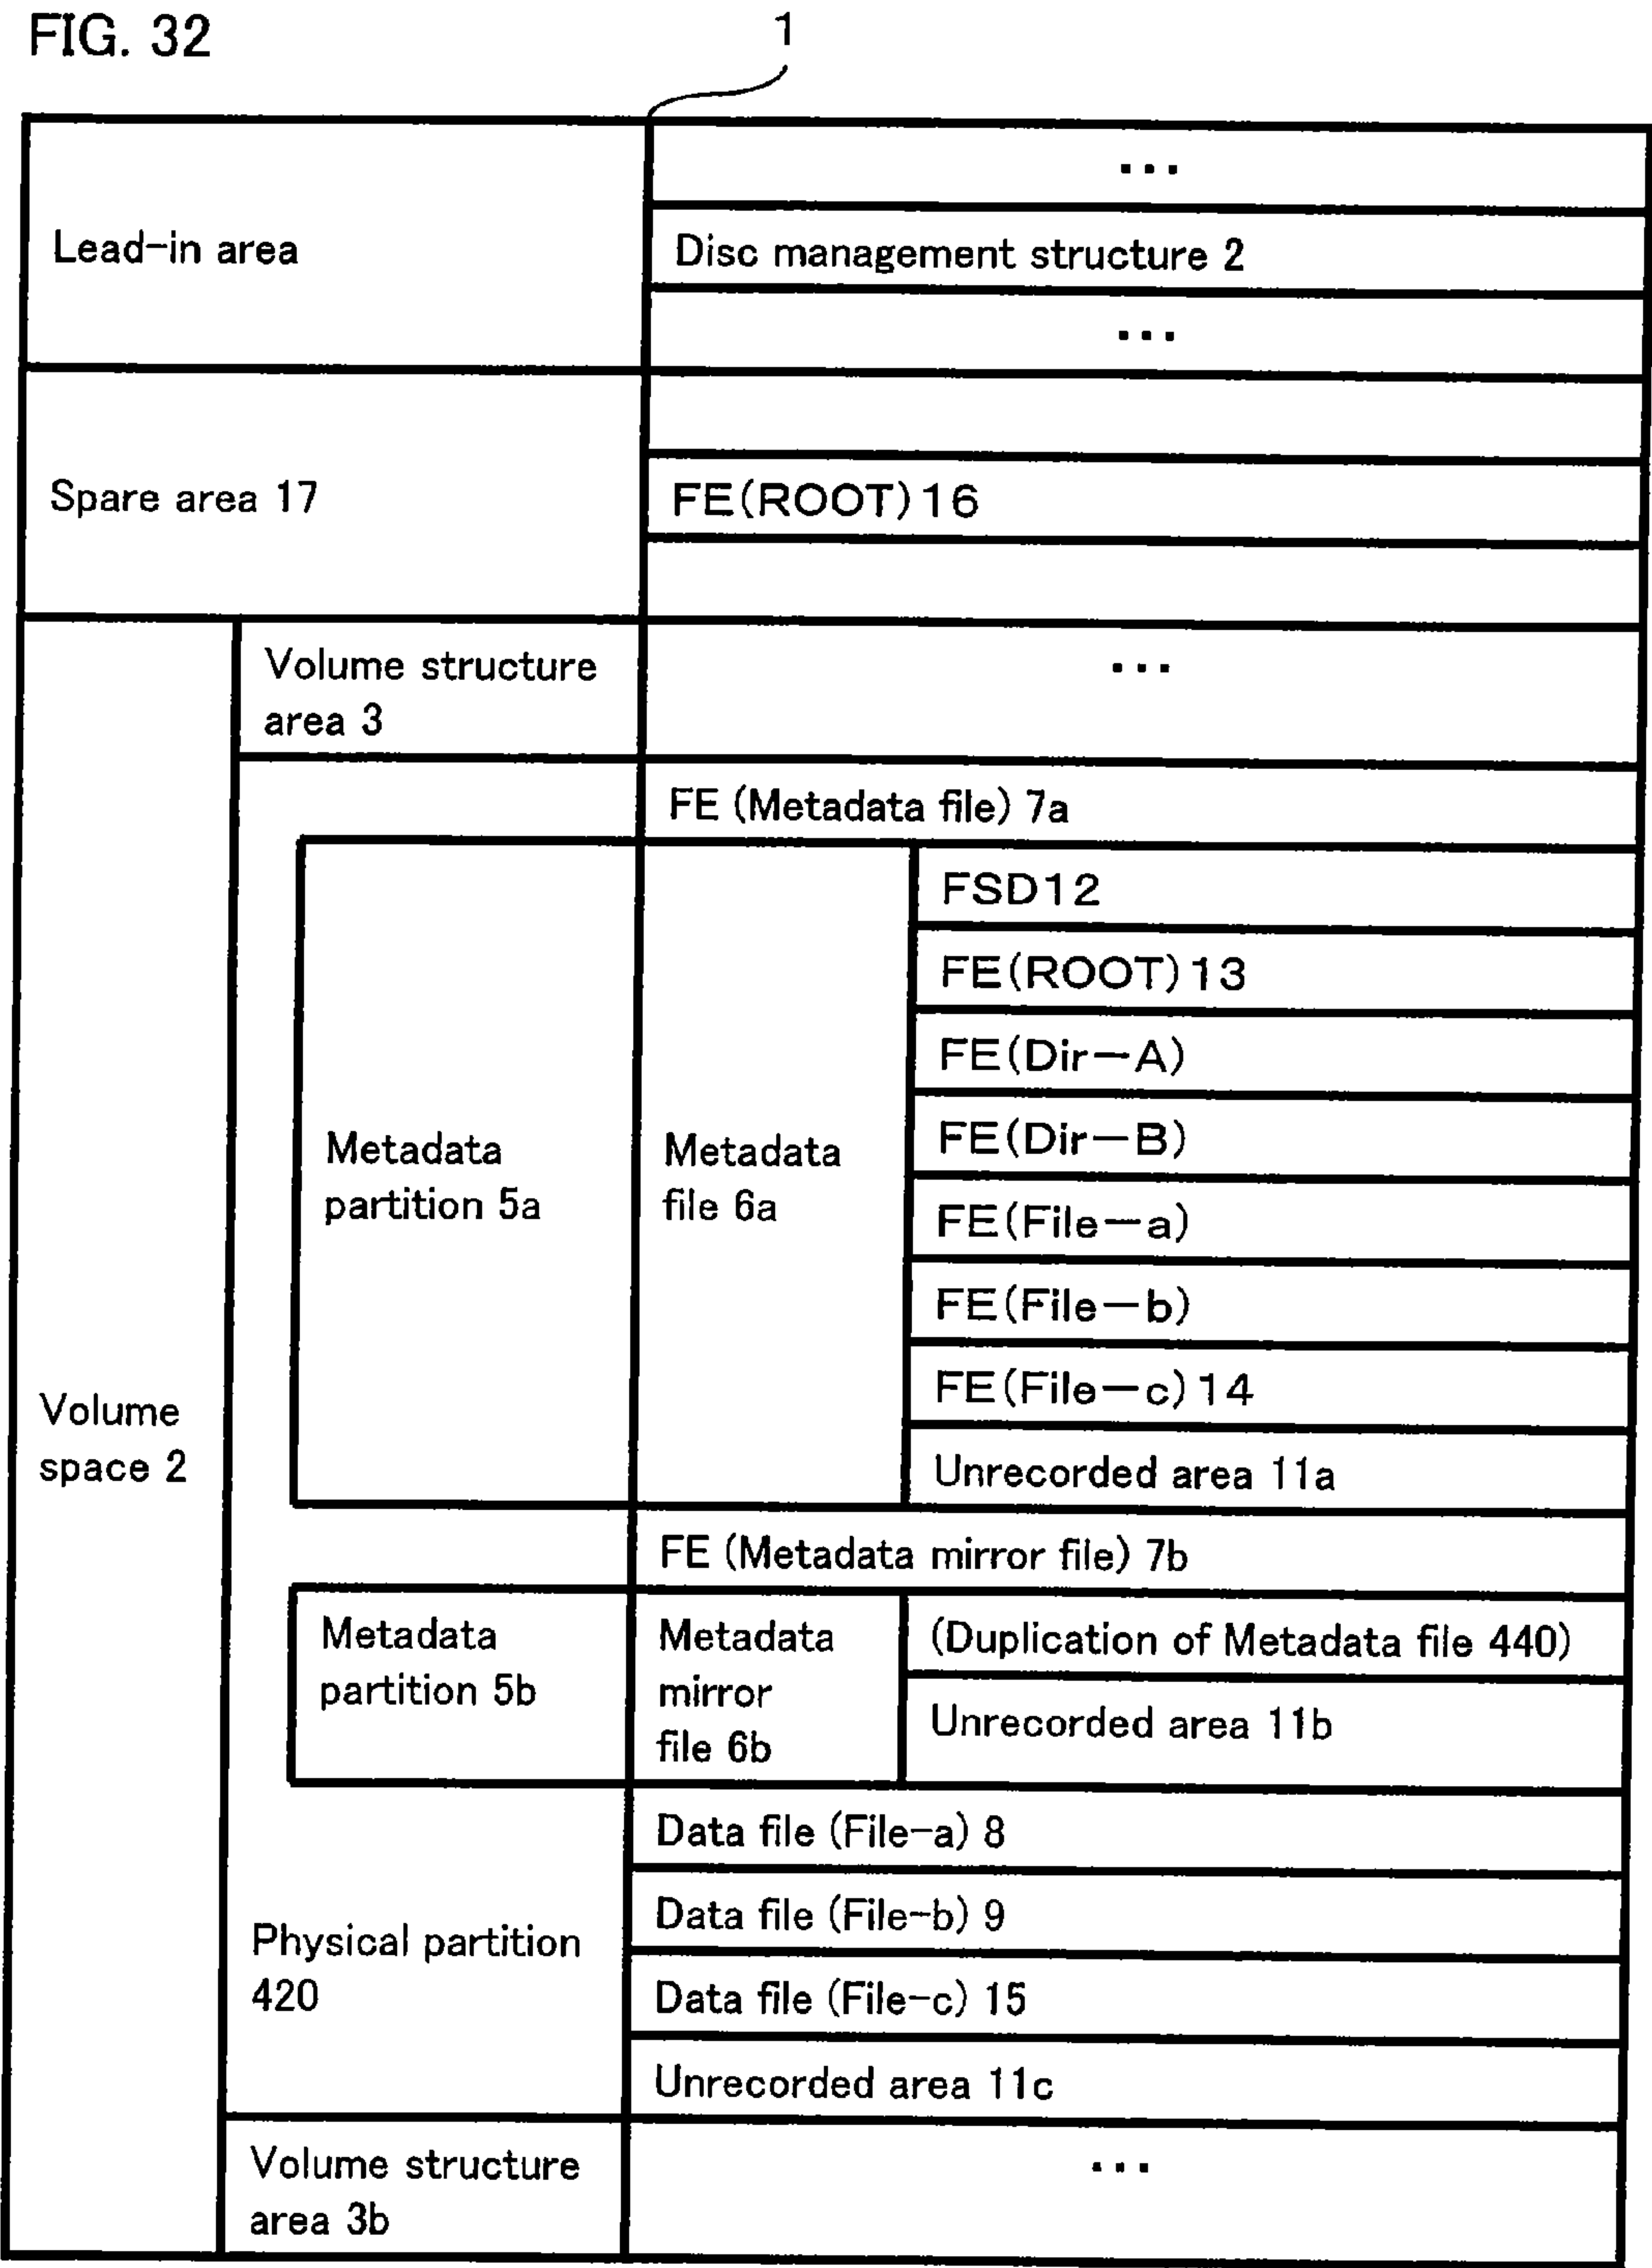 FIG. 32
1
...
Lead-in area
Disc management structure 2
...
Spare area 17
FE(ROOT)16
Volume structure
area 3
...
FE (Metadata file) 7a
FSD12
FE(ROOT)13
FE(Dir-A)
FE(Dir-B)
Metadata
partition 5a
Metadata
file 6a
FE(File-a)
FE(File-b)
FE(File-c)14
Volume
space 2
Unrecorded area 11a
FE (Metadata mirror file) 7b
Metadata
partition 5b
Metadata
mirror
file 6b
(Duplication of Metadata file 440)
Unrecorded area 11b
Data file (File-a) 8
Data file (File-b) 9
Physical partition
420
Data file (File-c) 15
Unrecorded area 11c
Volume structure
area 3b
...